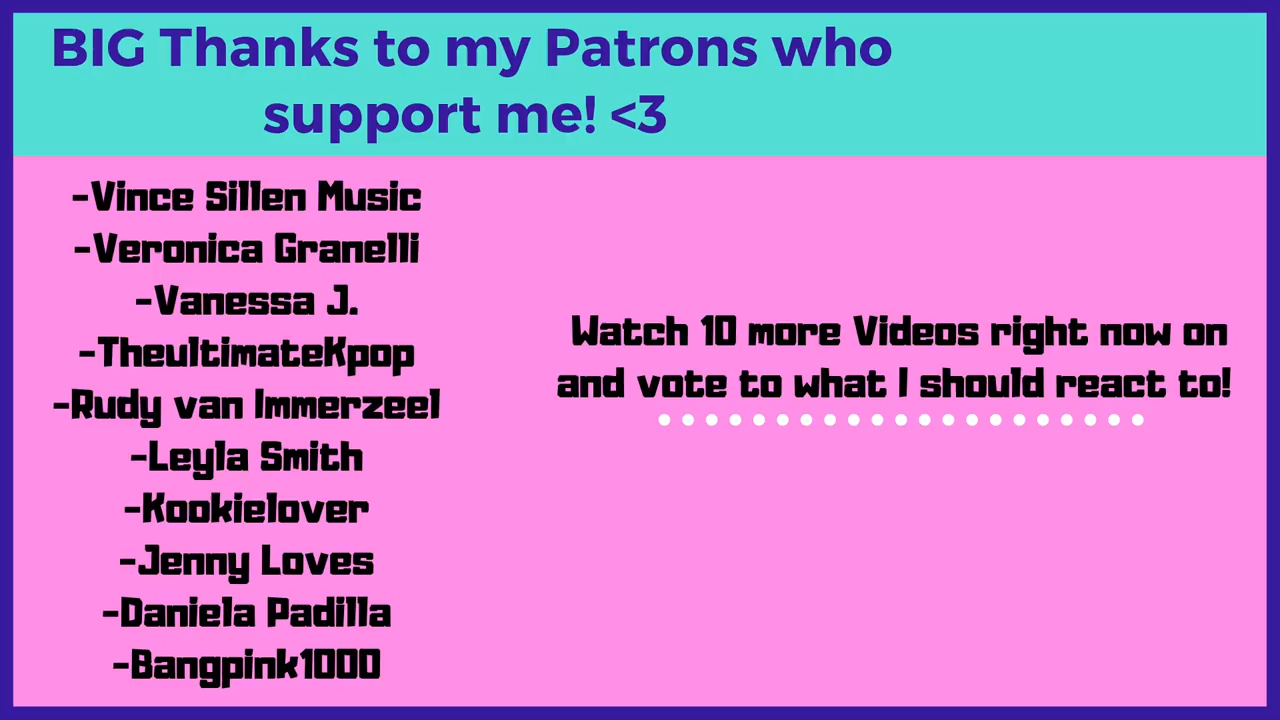 BIG Thanks to my Patrons who
support me! <3
-Vince Sillen Music
-Veronica Granelli
-Vanessa J.
-TheultimateKpop
-Rudy van Immerzeel
-Leyla Smith
-Kookielover
-Jenny Loves
-Daniela Padilla
-Bangpink1000
Watch 10 more Videos right now on
and vote to what I should react to!